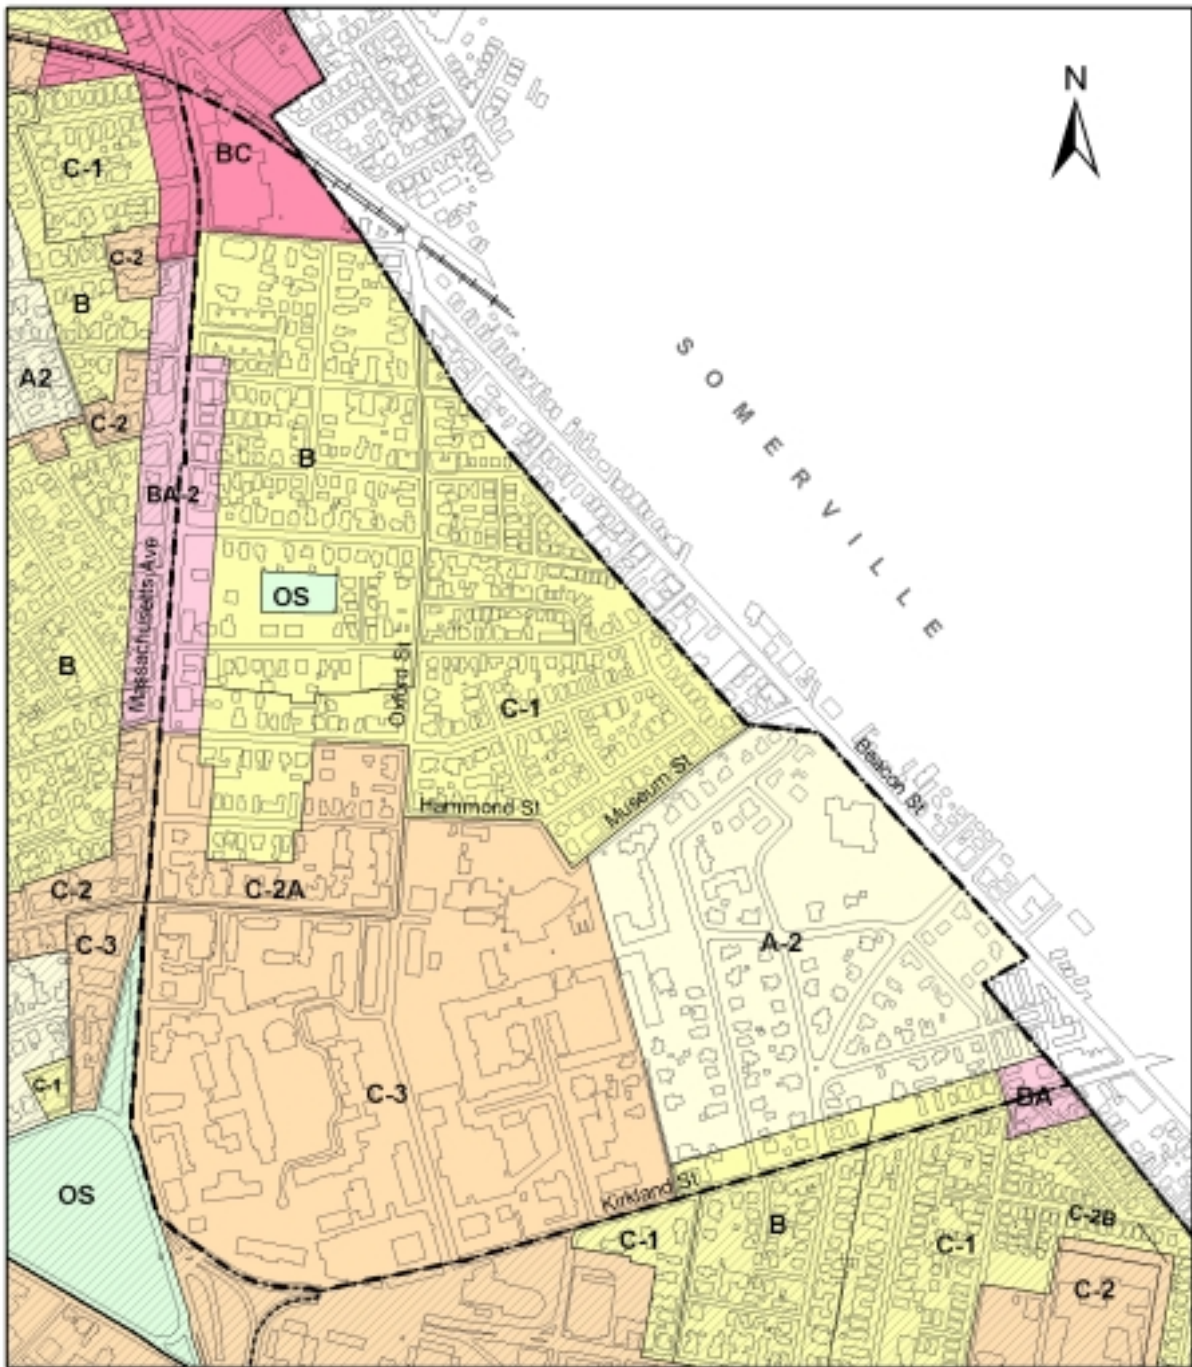 N
BC
C-1
C-2
B
A2
C-2
SOMERVILLE
B
BA-2
Massachusetts Ave
OS
B
Oxford St
C-1
Beacon St
Museum St
Hammond St
C-2
C-2A
C-3
A-2
C-1
C-3
BA
OS
Kirkland St
C-1
B
C-1
C-2B
C-2